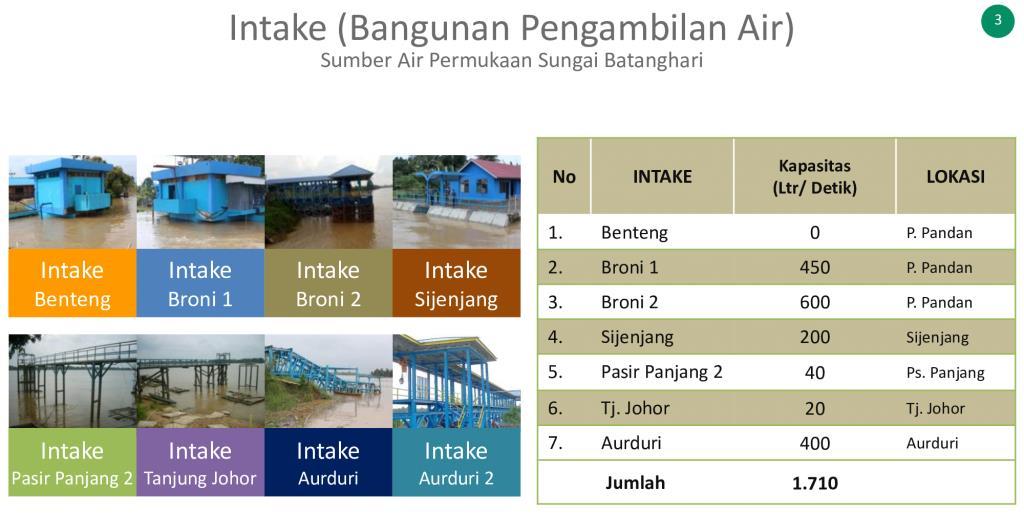 Intake (Bangunan Pengambilan Air)
3
Sumber Air Permukaan Sungai Batanghari
Intake
Benteng
Intake
Broni 1
Intake
Broni 2
Intake
Sijenjang
Intake
Pasir Panjang 2
Intake
Tanjung Johor
Intake
Aurduri
Intake
Aurduri 2
No INTAKE Kapasitas (Ltr/ Detik) LOKASI
1. Benteng 0 P. Pandan
2. Broni 1 450 P. Pandan
3. Broni 2 600 P. Pandan
4. Sijenjang 200 Sijenjang
5. Pasir Panjang 2 40 Ps. Panjang
6. Tj. Johor 20 Tj. Johor
7. Aurduri 400 Aurduri
Jumlah 1.710